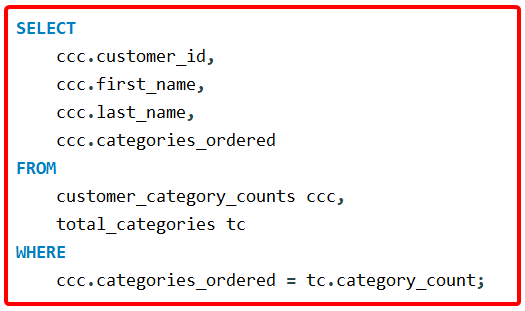 SELECT
    ccc.customer_id,
    ccc.first_name,
    ccc.last_name,
    ccc.categories_ordered
FROM
    customer_category_counts ccc,
    total_categories tc
WHERE
    ccc.categories_ordered = tc.category_count;